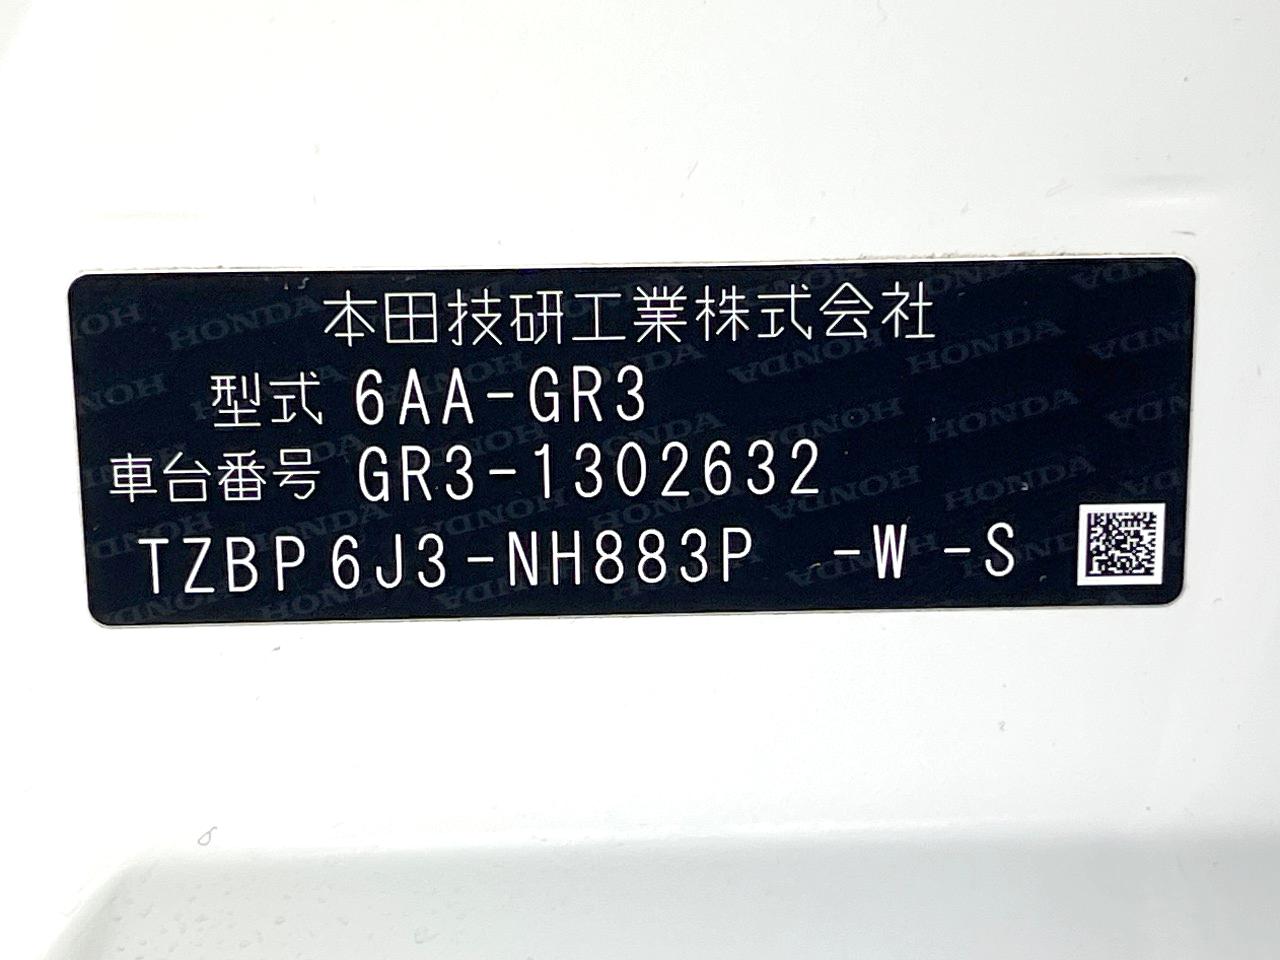 本田技研工業株式会社
型式 6AA-GR3
車台番号 GR3-1302632
TZBP6J3-NH883P -W-S